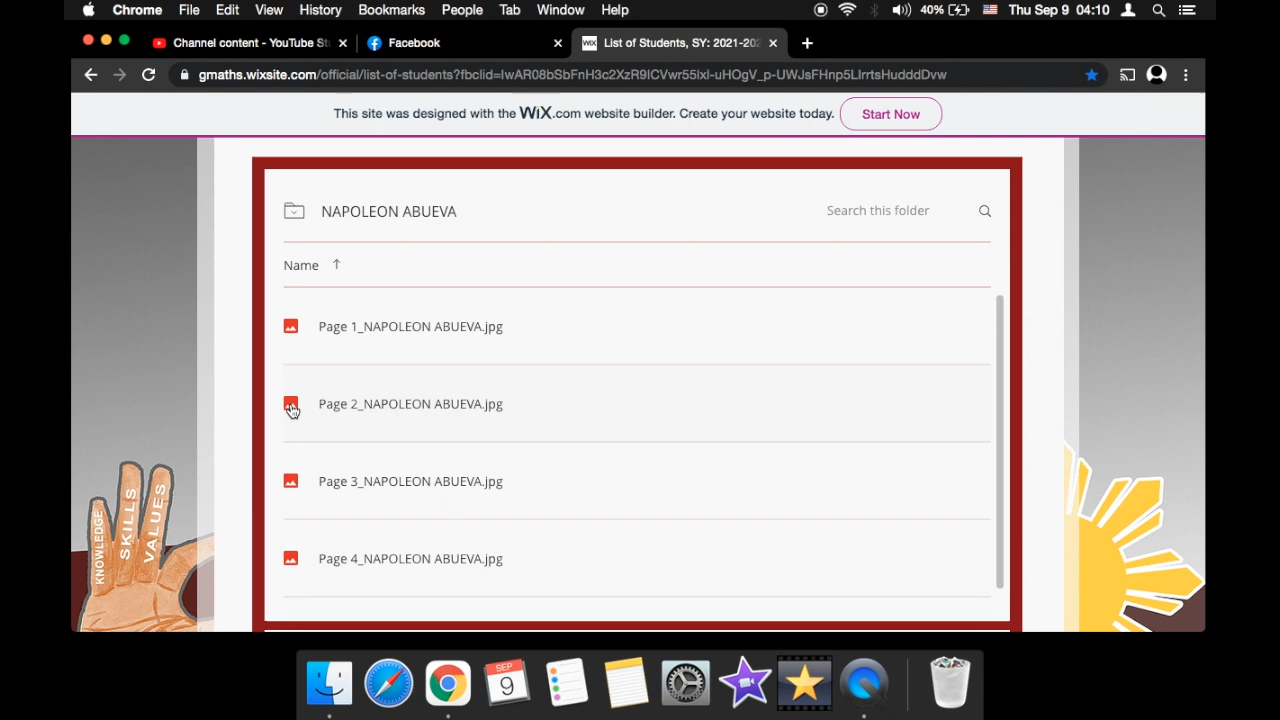 Chrome File Edit View History Bookmarks People Tab Window Help 40% Thu Sep 9 04:10
Channel content - YouTube St Facebook WIX List of Students, SY: 2021-202
gmaths.wixsite.com/official/list-of-students?fbclid=IwAR08bSbFnH3c2XzR9ICVwr55lxl-uHOgV_p-UWJsFHnp5LIrrtsHudddDvw
This site was designed with the WiX.com website builder. Create your website today. Start Now
NAPOLEON ABUEVA Search this folder
Name
Page 1_NAPOLEON ABUEVA.jpg
Page 2_NAPOLEON ABUEVA.jpg
Page 3_NAPOLEON ABUEVA.jpg
Page 4_NAPOLEON ABUEVA.jpg
KNOWLEDGE
SKILLS
VALUES
SEP
9